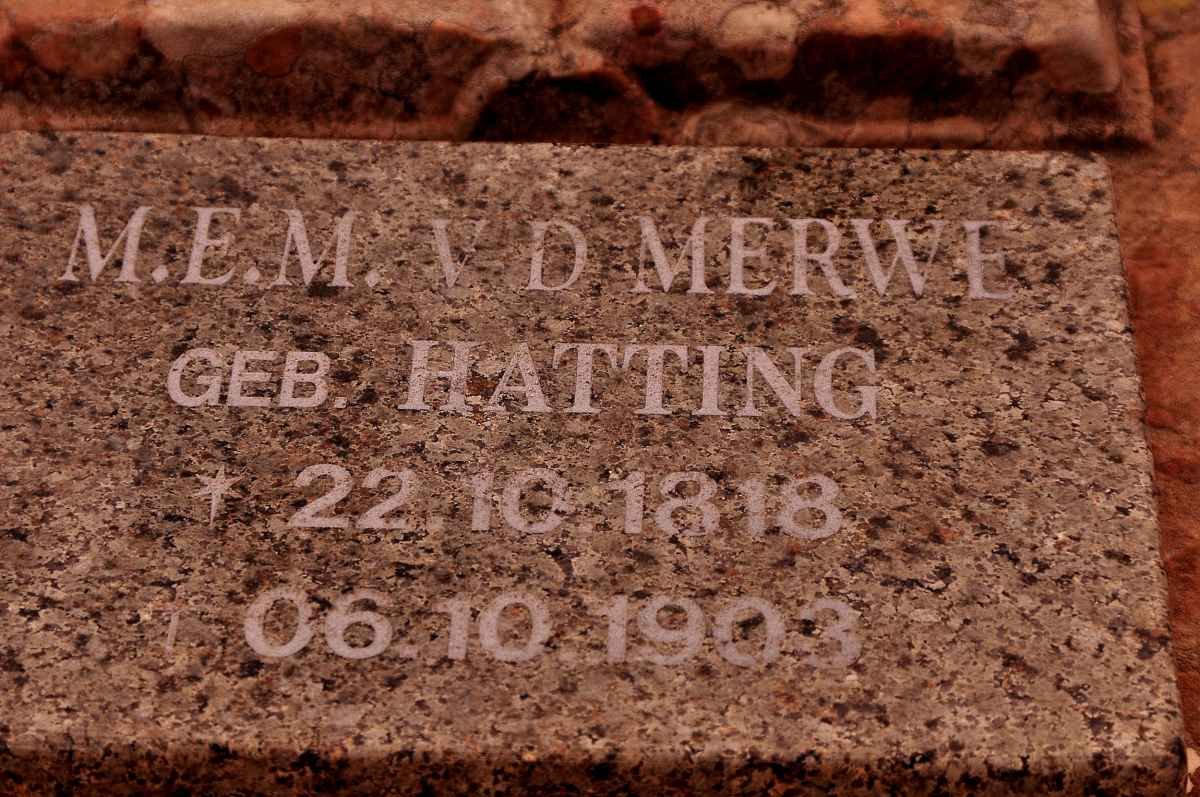 M.E.M. V D MERWE
GEB. HATTING
* 22 10 1818
† 06.10.1903